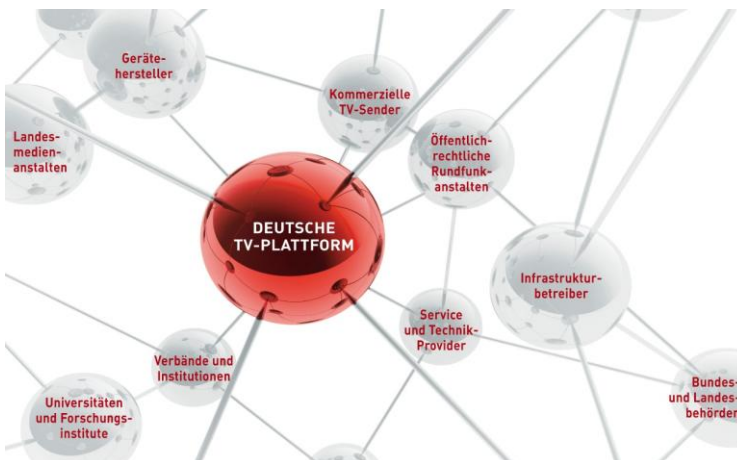 Geräte-
hersteller
Kommerzielle
TV-Sender
Landes-
medien-
anstalten
Öffentlich-
rechtliche
Rundfunk-
anstalten
DEUTSCHE
TV-PLATTFORM
Infrastruktur-
betreiber
Service
und Technik-
Provider
Verbände und
Institutionen
Universitäten
und Forschungs-
institute
Bundes-
und Landes-
behörden